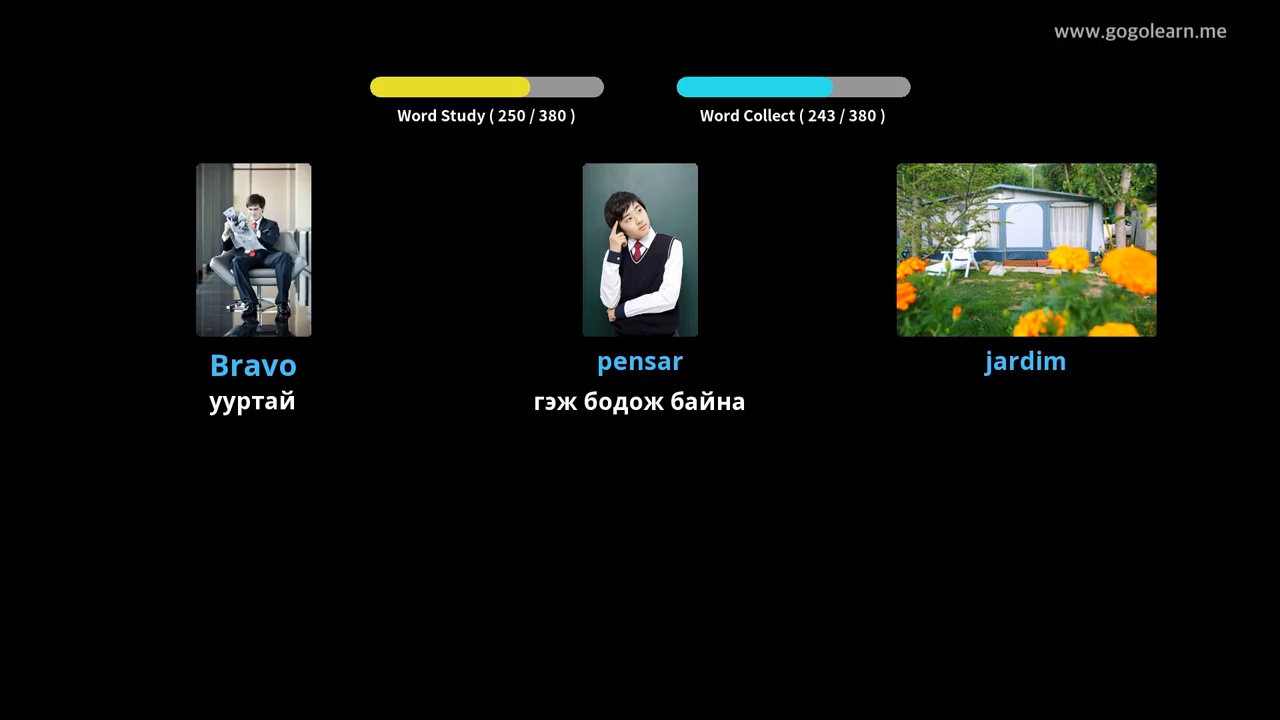 www.gogolearn.me
Word Study ( 250 / 380 )
Word Collect ( 243 / 380 )
Bravo
ууртай
pensar
гэж бодож байна
jardim